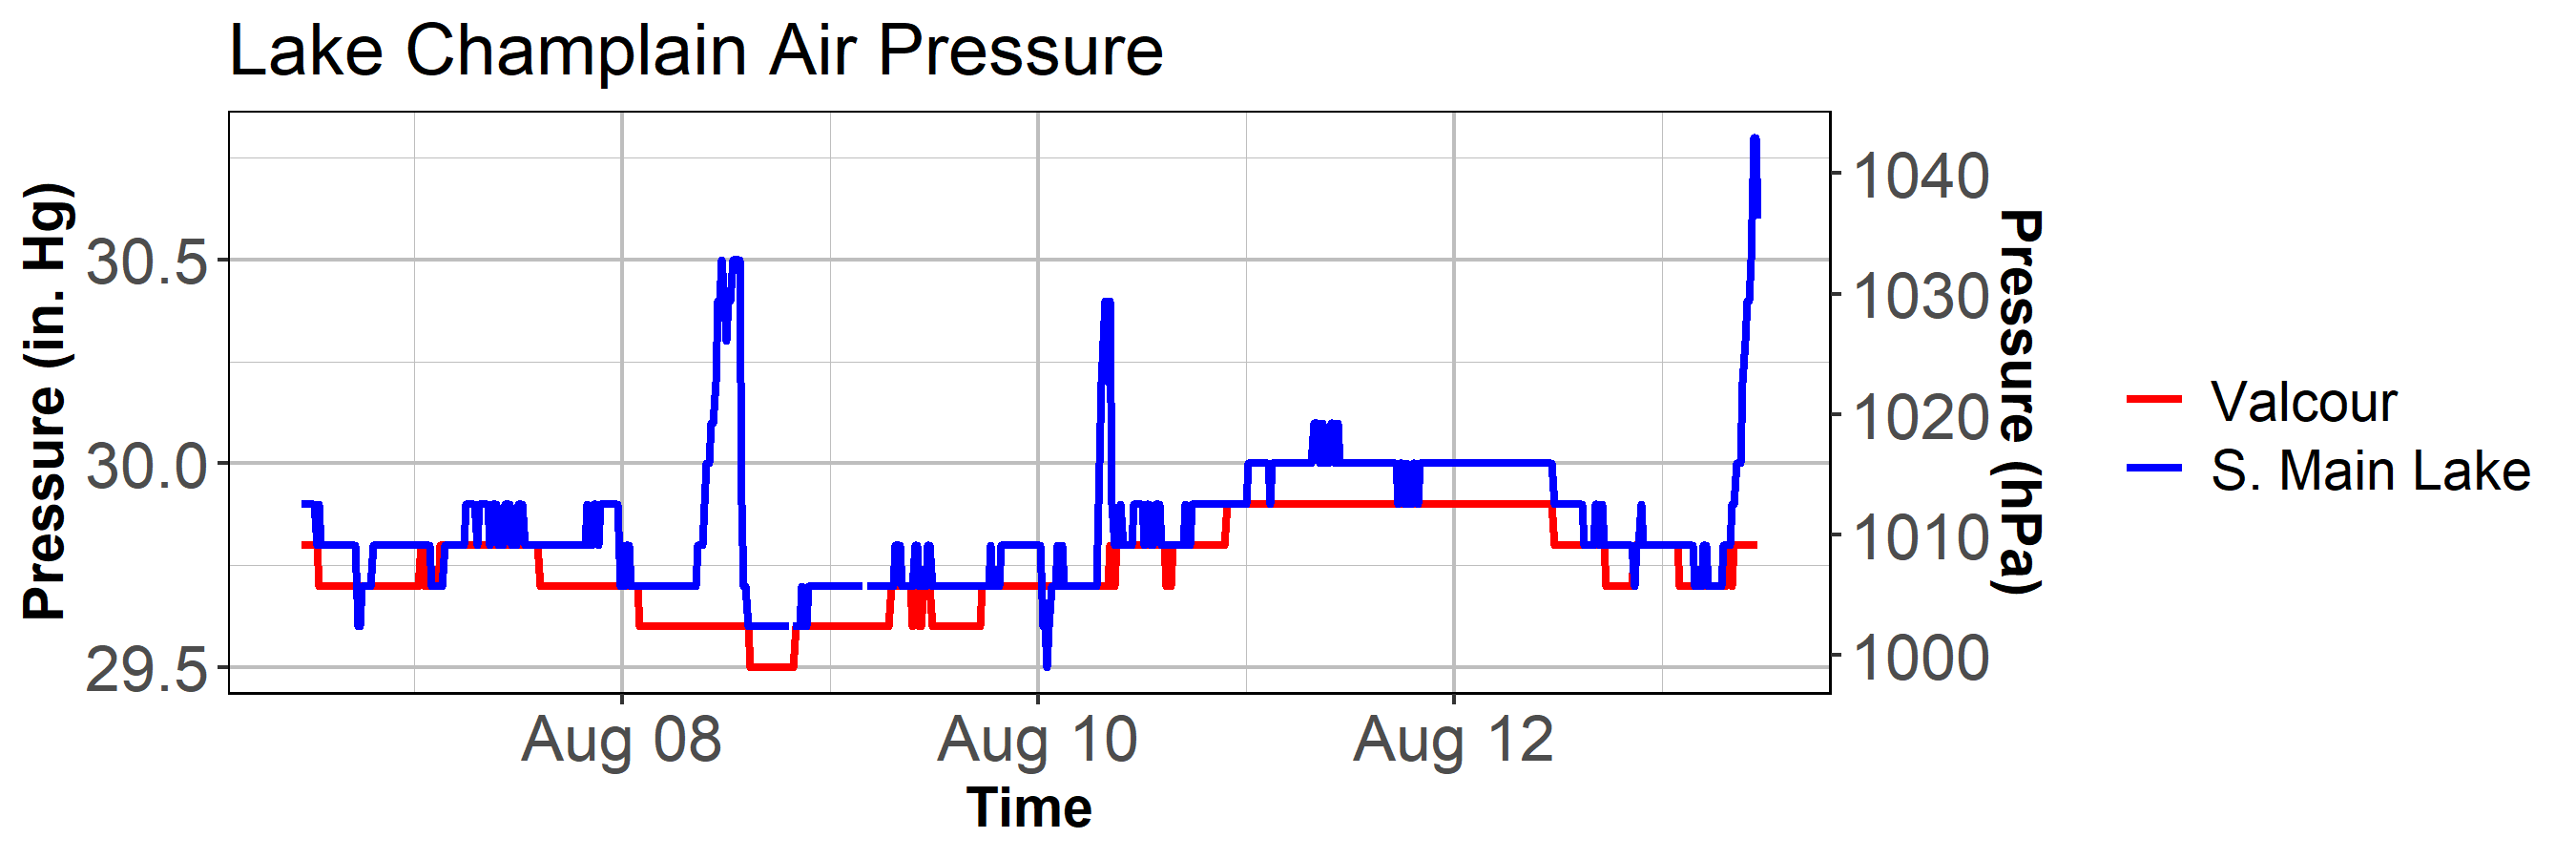 Lake Champlain Air Pressure
Pressure (in. Hg)
30.5
30.0
29.5
1040
1030
1020
1010
1000
Pressure (hPa)
Valcour
S. Main Lake
Aug 08
Aug 10
Aug 12
Time